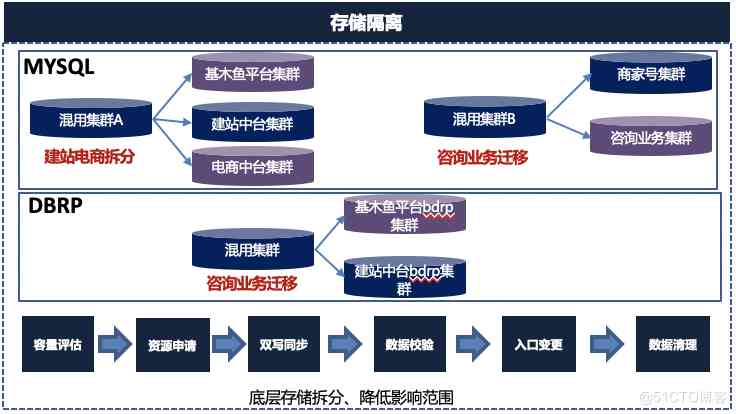 存储隔离
MYSQL
混用集群A
建站电商拆分
基木鱼平台集群
建站中台集群
电商中台集群
混用集群B
咨询业务迁移
商家号集群
咨询业务集群
DBRP
混用集群
咨询业务迁移
基木鱼平台bdrp
集群
建站中台bdrp集
群
容量评估
资源申请
双写同步
数据校验
入口变更
数据清理
底层存储拆分、降低影响范围
@51CTO博客